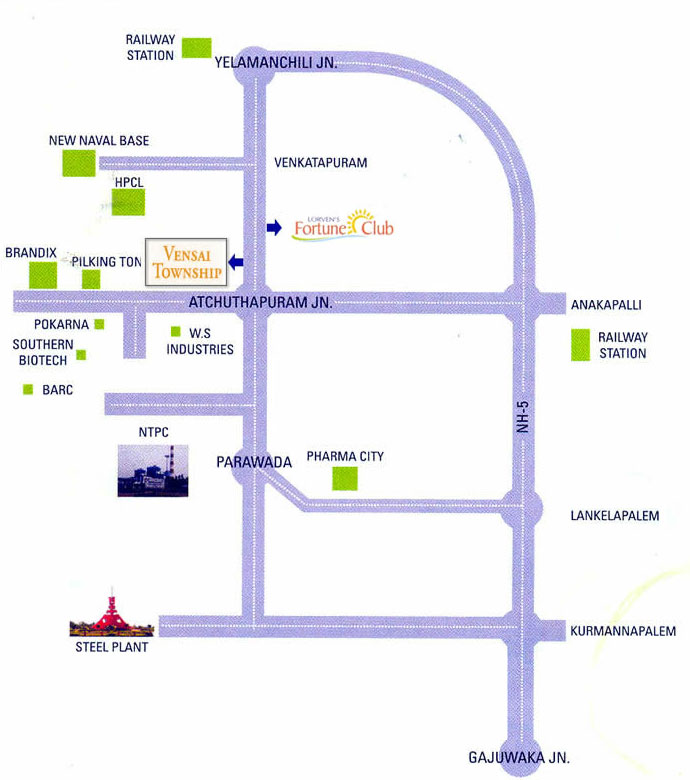 RAILWAY
STATION
YELAMANCHILI JN.
NEW NAVAL BASE
VENKATAPURAM
HPCL
LORVEN'S
Fortune Club
BRANDIX
PILKING TON
VENSAI
TOWNSHIP
ATCHUTHAPURAM JN.
ANAKAPALLI
POKARNA
W.S
INDUSTRIES
SOUTHERN
BIOTECH
RAILWAY
STATION
BARC
NH-5
NTPC
PARAWADA
PHARMA CITY
LANKELAPALEM
STEEL PLANT
KURMANNAPALEM
GAJUWAKA JN.